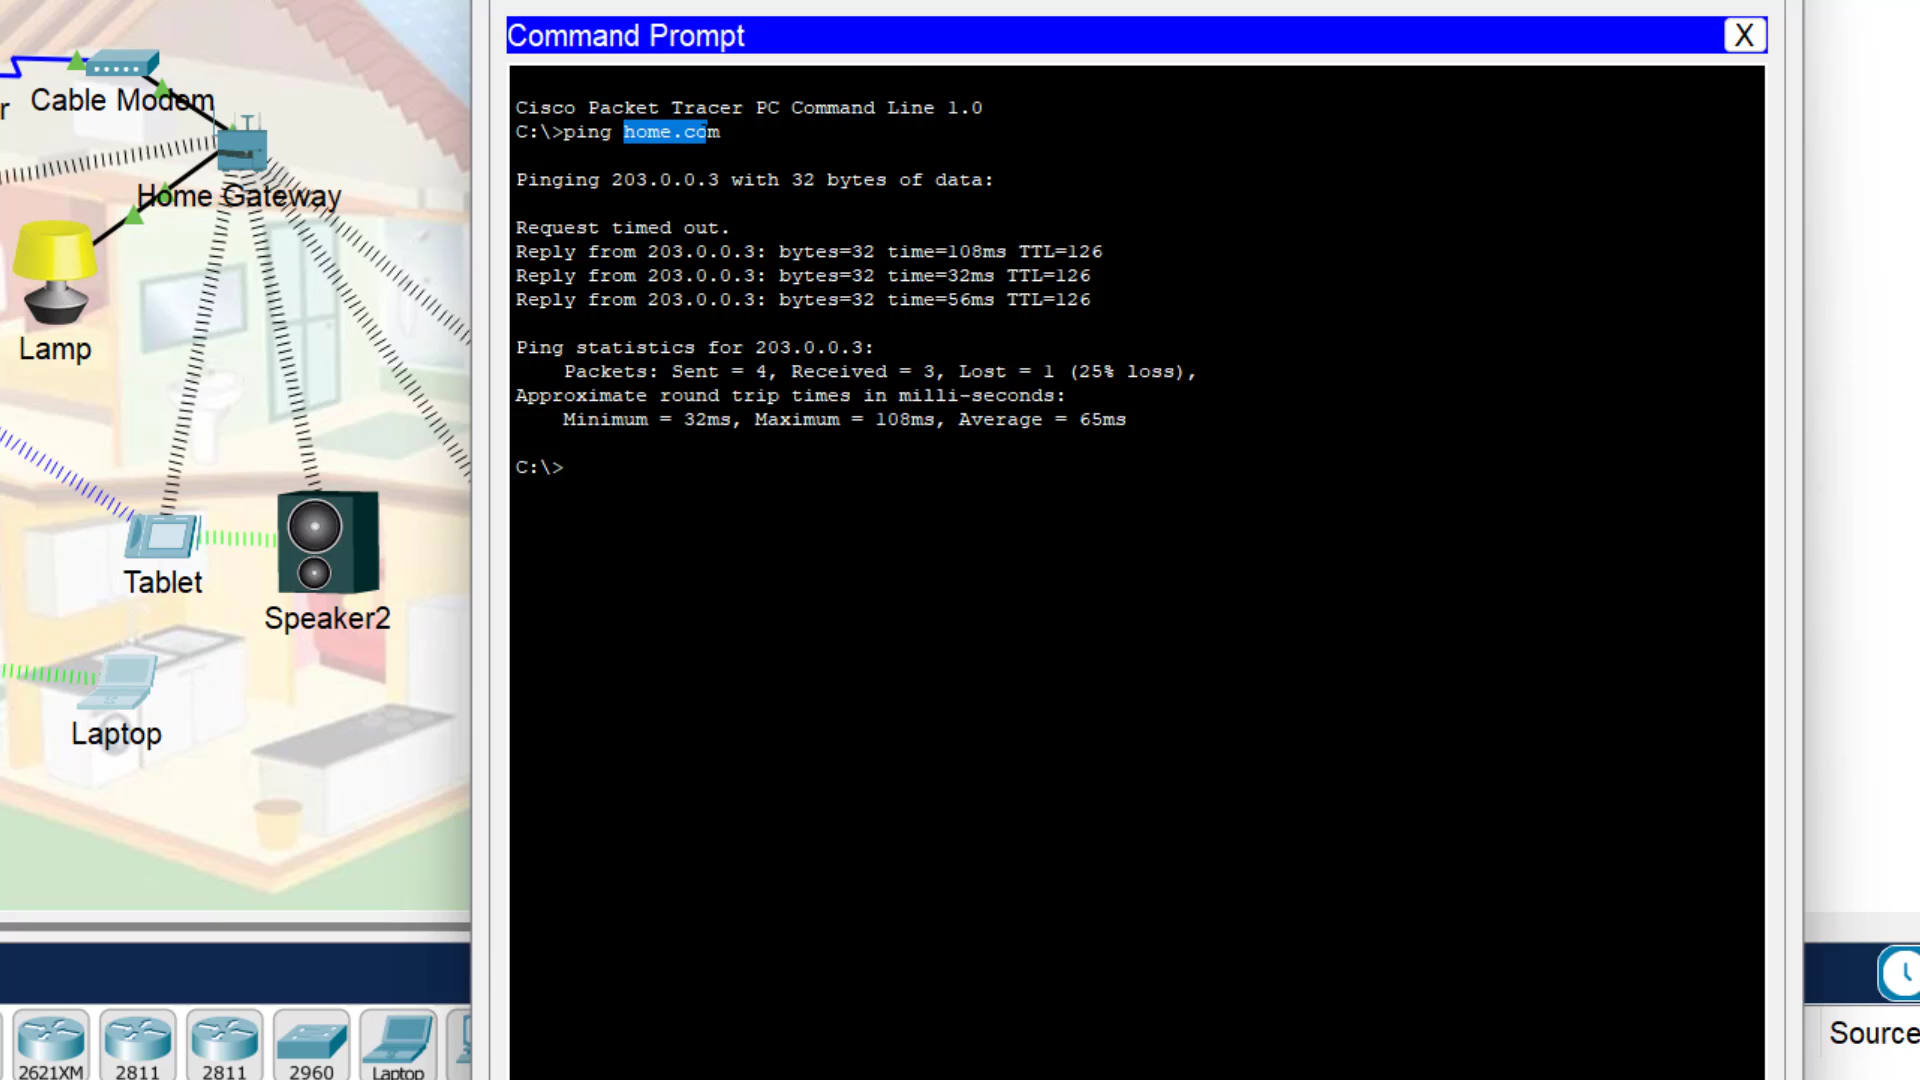 Command Prompt
X
Cisco Packet Tracer PC Command Line 1.0
C:\>ping home.com
Pinging 203.0.0.3 with 32 bytes of data:
Request timed out.
Reply from 203.0.0.3: bytes=32 time=108ms TTL=126
Reply from 203.0.0.3: bytes=32 time=32ms TTL=126
Reply from 203.0.0.3: bytes=32 time=56ms TTL=126
Ping statistics for 203.0.0.3:
Packets: Sent = 4, Received = 3, Lost = 1 (25% loss),
Approximate round trip times in milli-seconds:
Minimum = 32ms, Maximum = 108ms, Average = 65ms
C:\>
r
Cable Modem
Home Gateway
Lamp
Tablet
Speaker2
Laptop
2621XM
2811
2811
2960
Laptop
Source